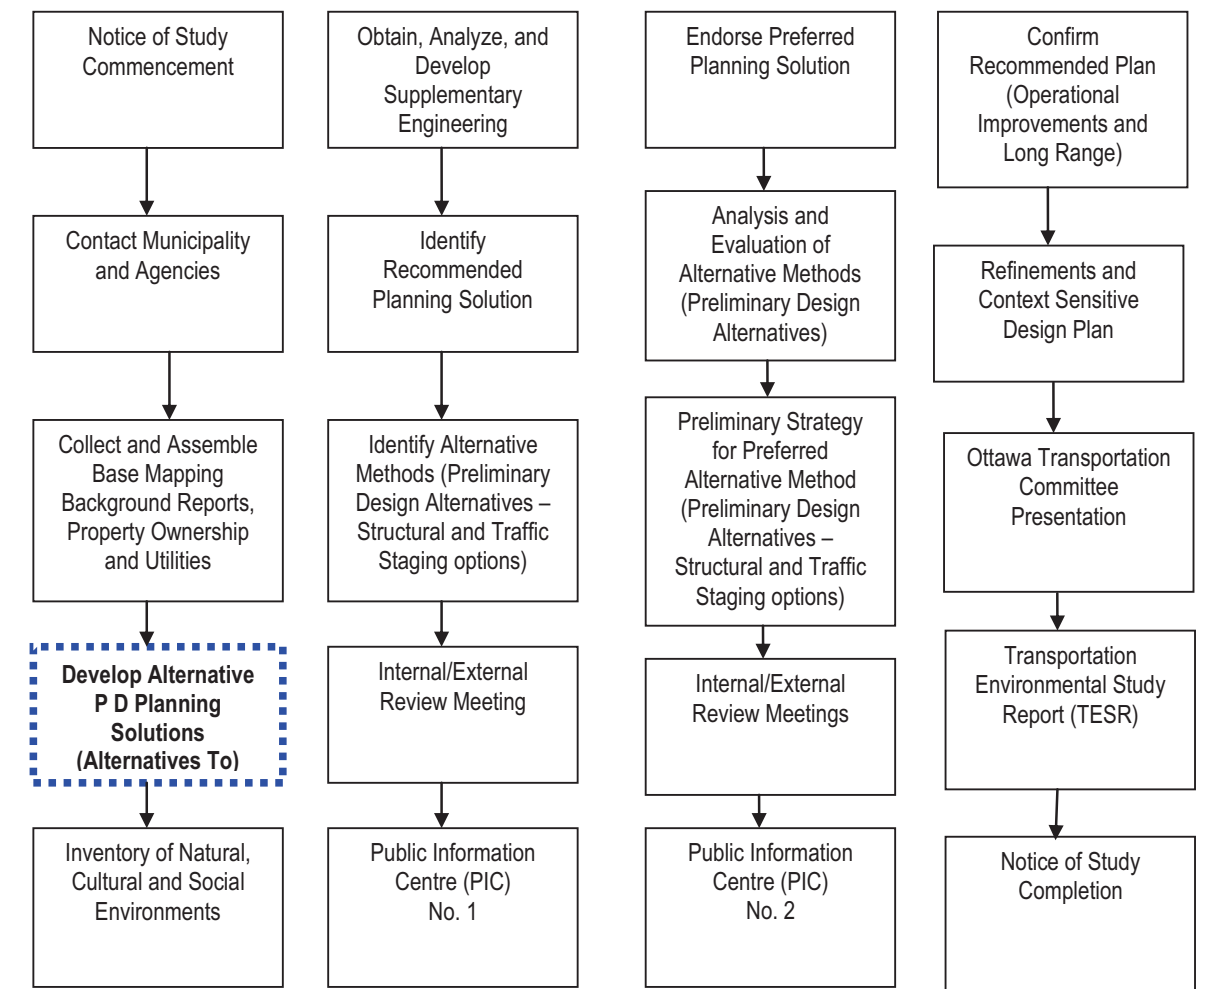 Notice of Study
Commencement
Contact Municipality
and Agencies
Collect and Assemble
Base Mapping
Background Reports,
Property Ownership
and Utilities
Develop Alternative
P D Planning
Solutions
(Alternatives To)
Inventory of Natural,
Cultural and Social
Environments
Obtain, Analyze, and
Develop
Supplementary
Engineering
Identify
Recommended
Planning Solution
Identify Alternative
Methods (Preliminary
Design Alternatives –
Structural and Traffic
Staging options)
Internal/External
Review Meeting
Public Information
Centre (PIC)
No. 1
Endorse Preferred
Planning Solution
Analysis and
Evaluation of
Alternative Methods
(Preliminary Design
Alternatives)
Preliminary Strategy
for Preferred
Alternative Method
(Preliminary Design
Alternatives –
Structural and Traffic
Staging options)
Internal/External
Review Meetings
Public Information
Centre (PIC)
No. 2
Confirm
Recommended Plan
(Operational
Improvements and
Long Range)
Refinements and
Context Sensitive
Design Plan
Ottawa Transportation
Committee
Presentation
Transportation
Environmental Study
Report (TESR)
Notice of Study
Completion